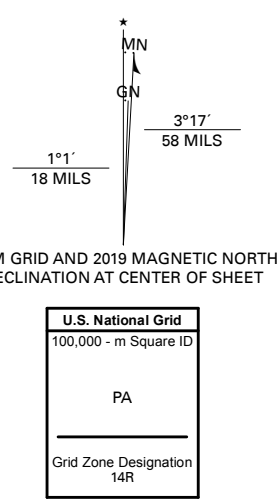 ★
MN
GN
3°17´
58 MILS
1°1´
18 MILS
M GRID AND 2019 MAGNETIC NORTH
ECLINATION AT CENTER OF SHEET
U.S. National Grid
100,000 - m Square ID
PA
Grid Zone Designation
14R